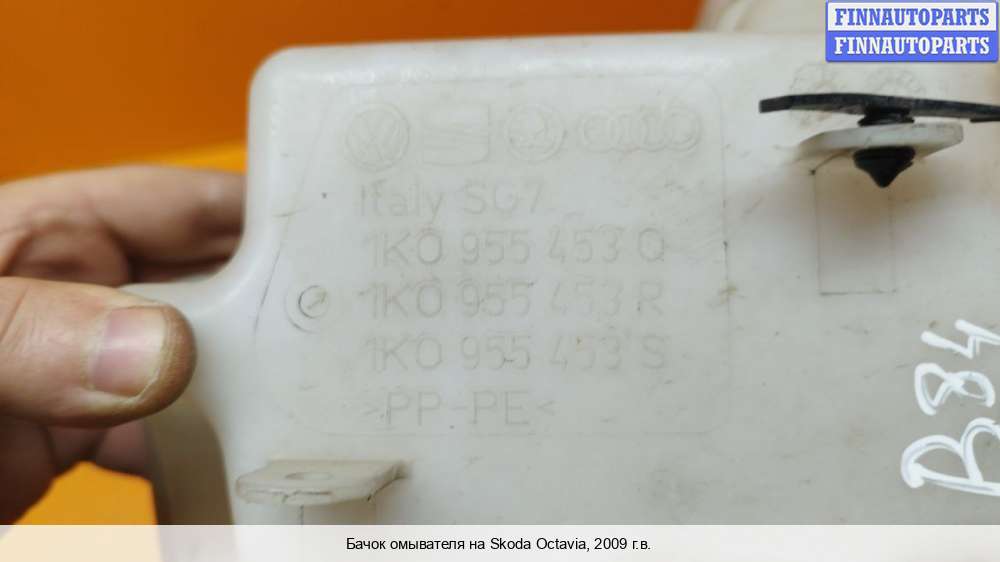 FINNAUTOPARTS
FINNAUTOPARTS
Italy SG7
1K0 955 453 Q
1K0 955 453 R
1K0 955 453 S
>PP-PE<
B84
Бачок омывателя на Skoda Octavia, 2009 г.в.